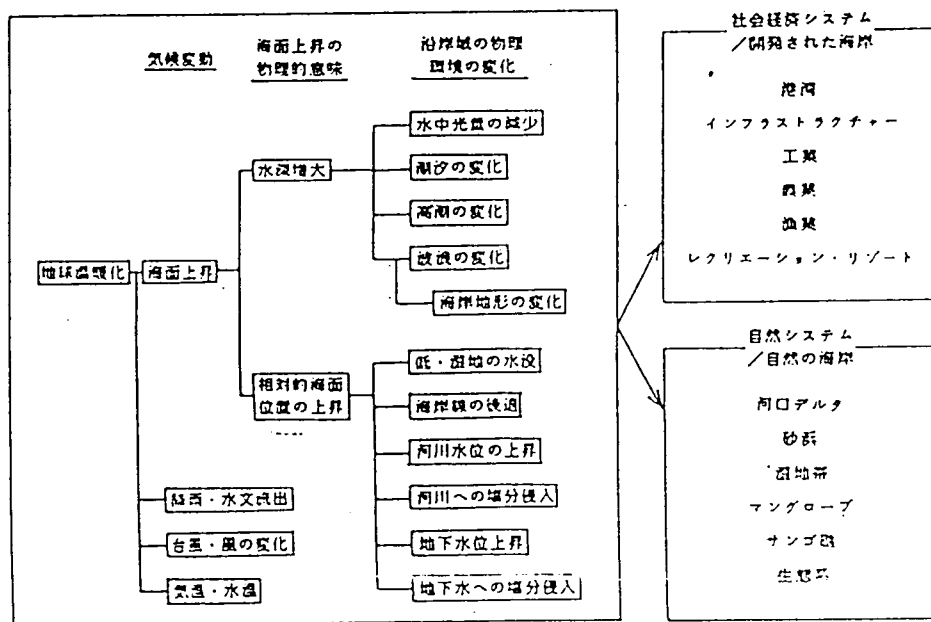 気候変動
海面上昇の
物理的意味
沿岸域の物理
環境の変化
水中光量の減少
水深増大
潮汐の変化
高潮の変化
地球温暖化
海面上昇
波浪の変化
海岸地形の変化
低・湿地の水没
相対的海面
位置の上昇
海岸線の後退
河川水位の上昇
河川への塩分侵入
降雨・水文流出
地下水位上昇
台風・風の変化
地下水への塩分侵入
気温・水温
社会経済システム
/開発された海岸
港湾
インフラストラクチャー
工業
農業
漁業
レクリエーション・リゾート
自然システム
/自然の海岸
河口デルタ
砂浜
湿地帯
マングローブ
サンゴ礁
生態系